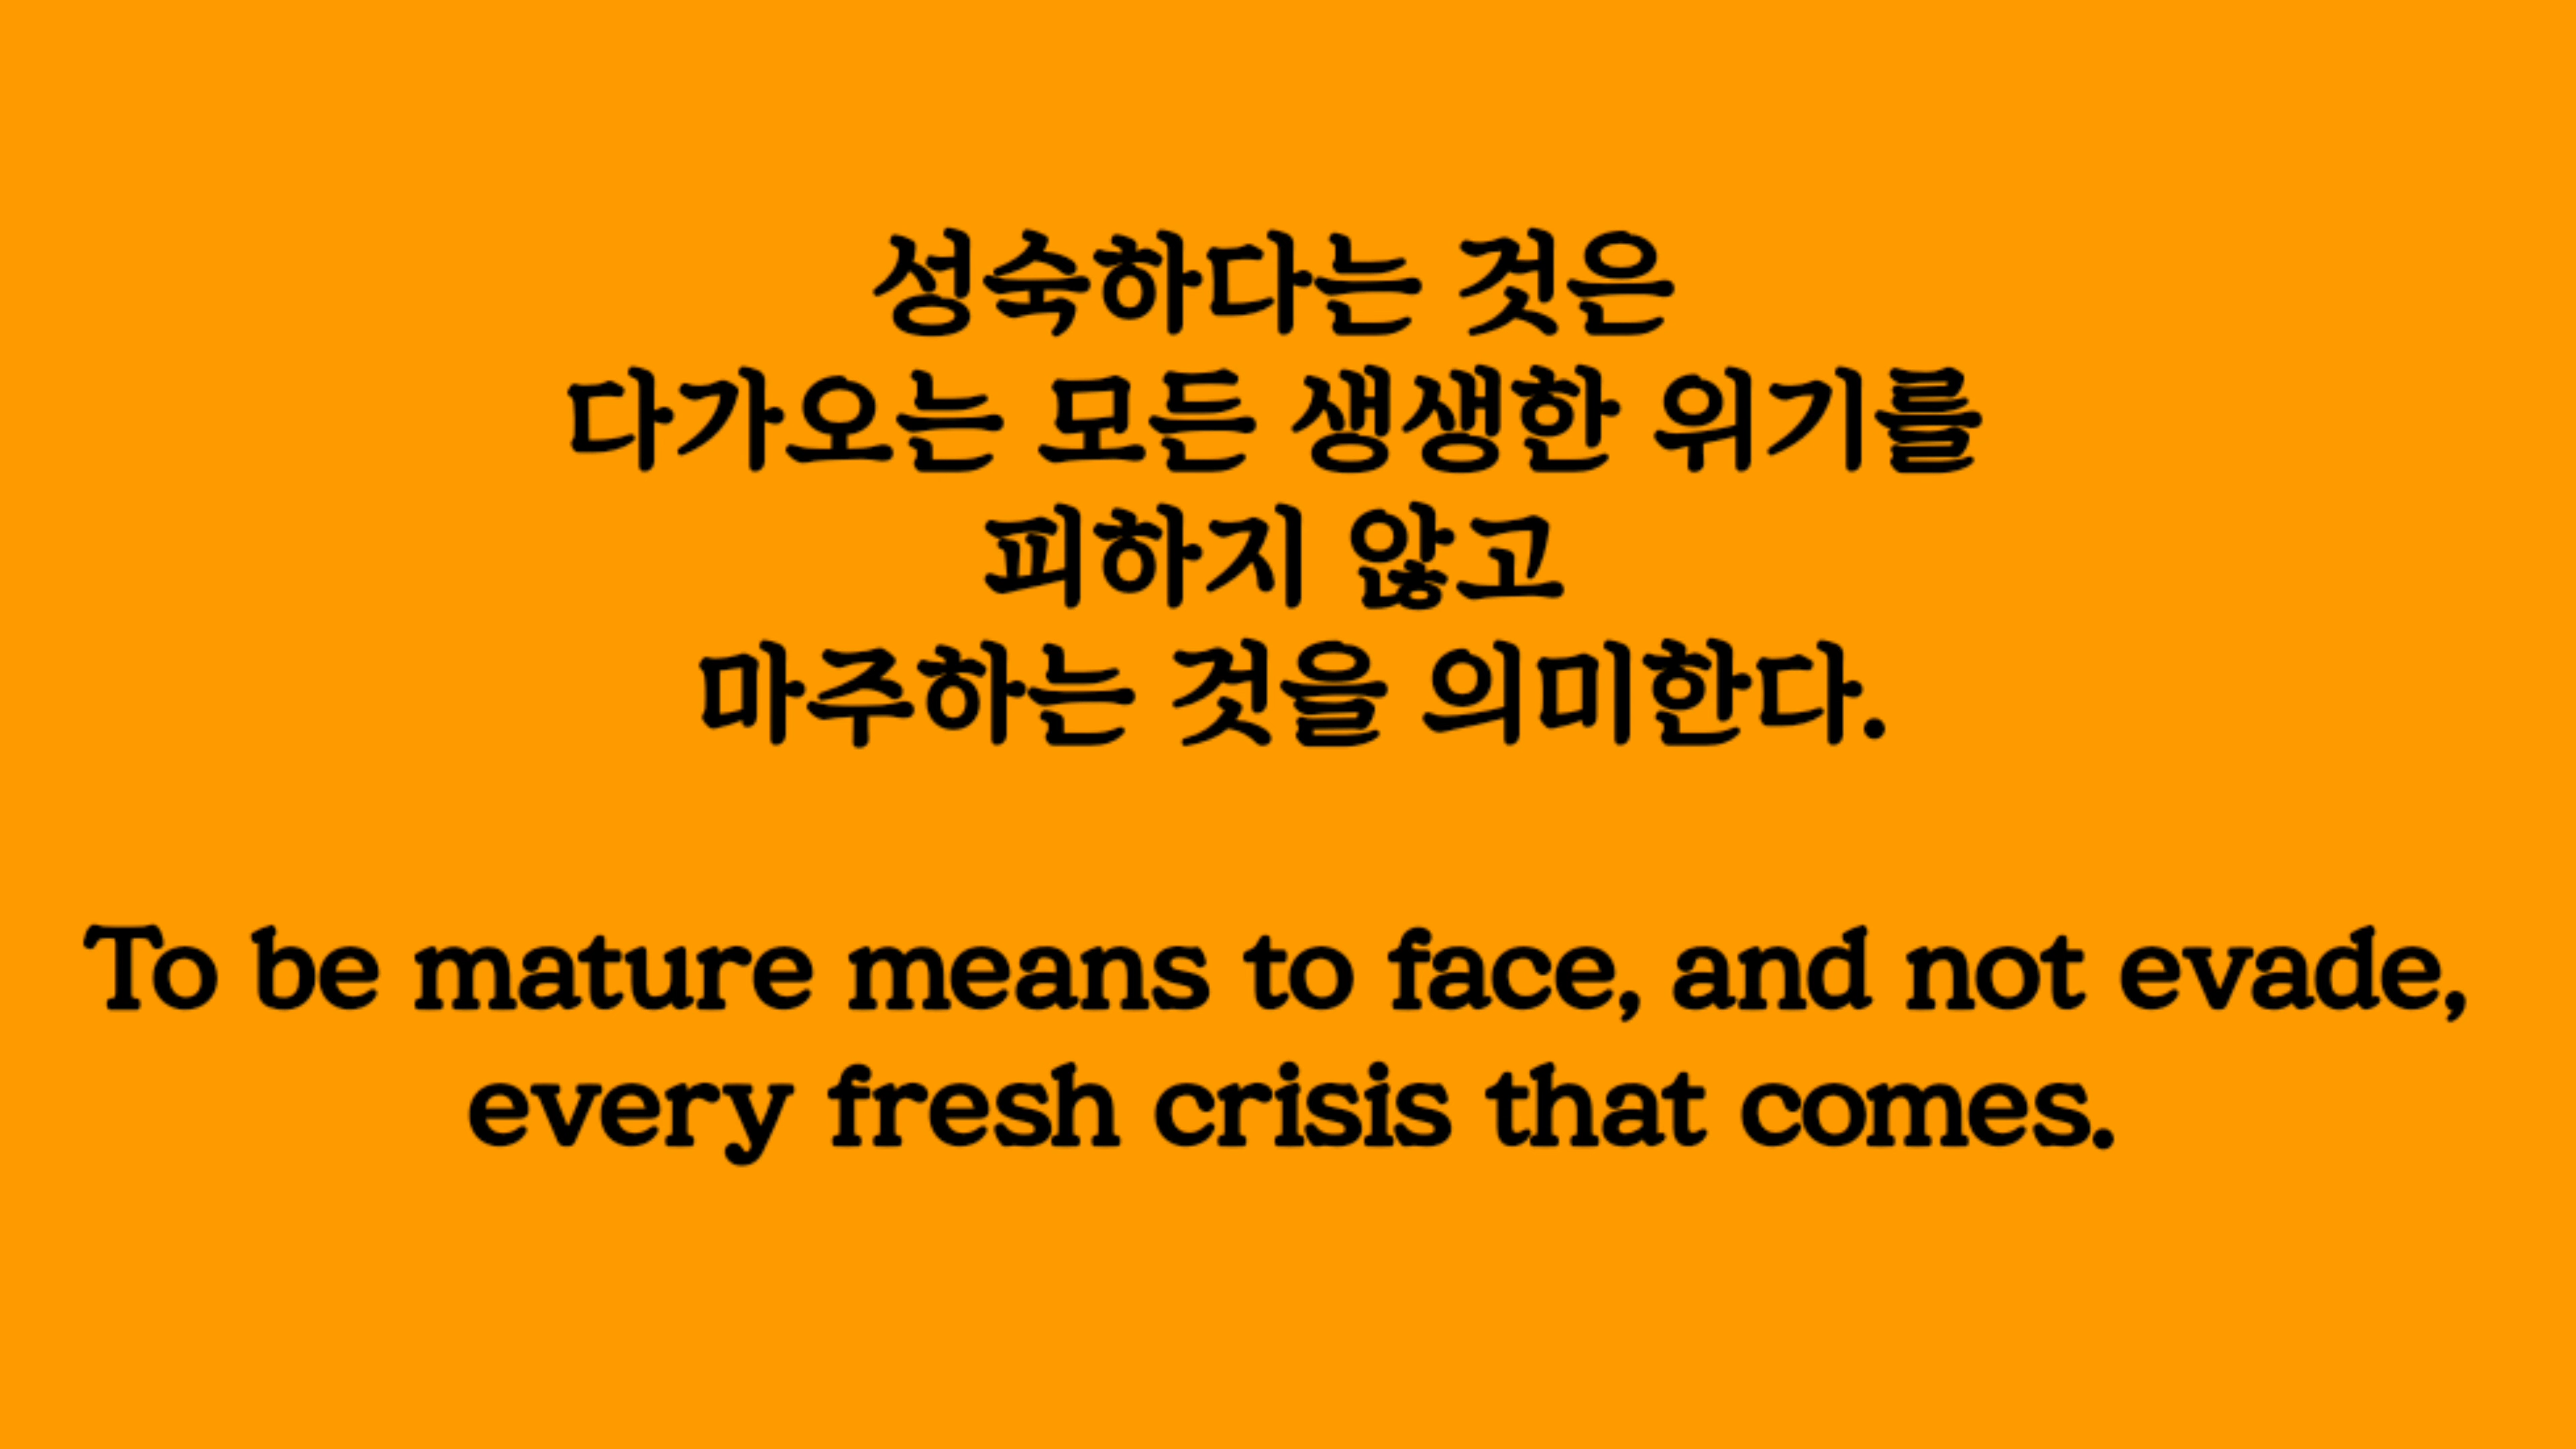 성숙하다는 것은
다가오는 모든 생생한 위기를
피하지 않고
마주하는 것을 의미한다.
To be mature means to face, and not evade,
every fresh crisis that comes.